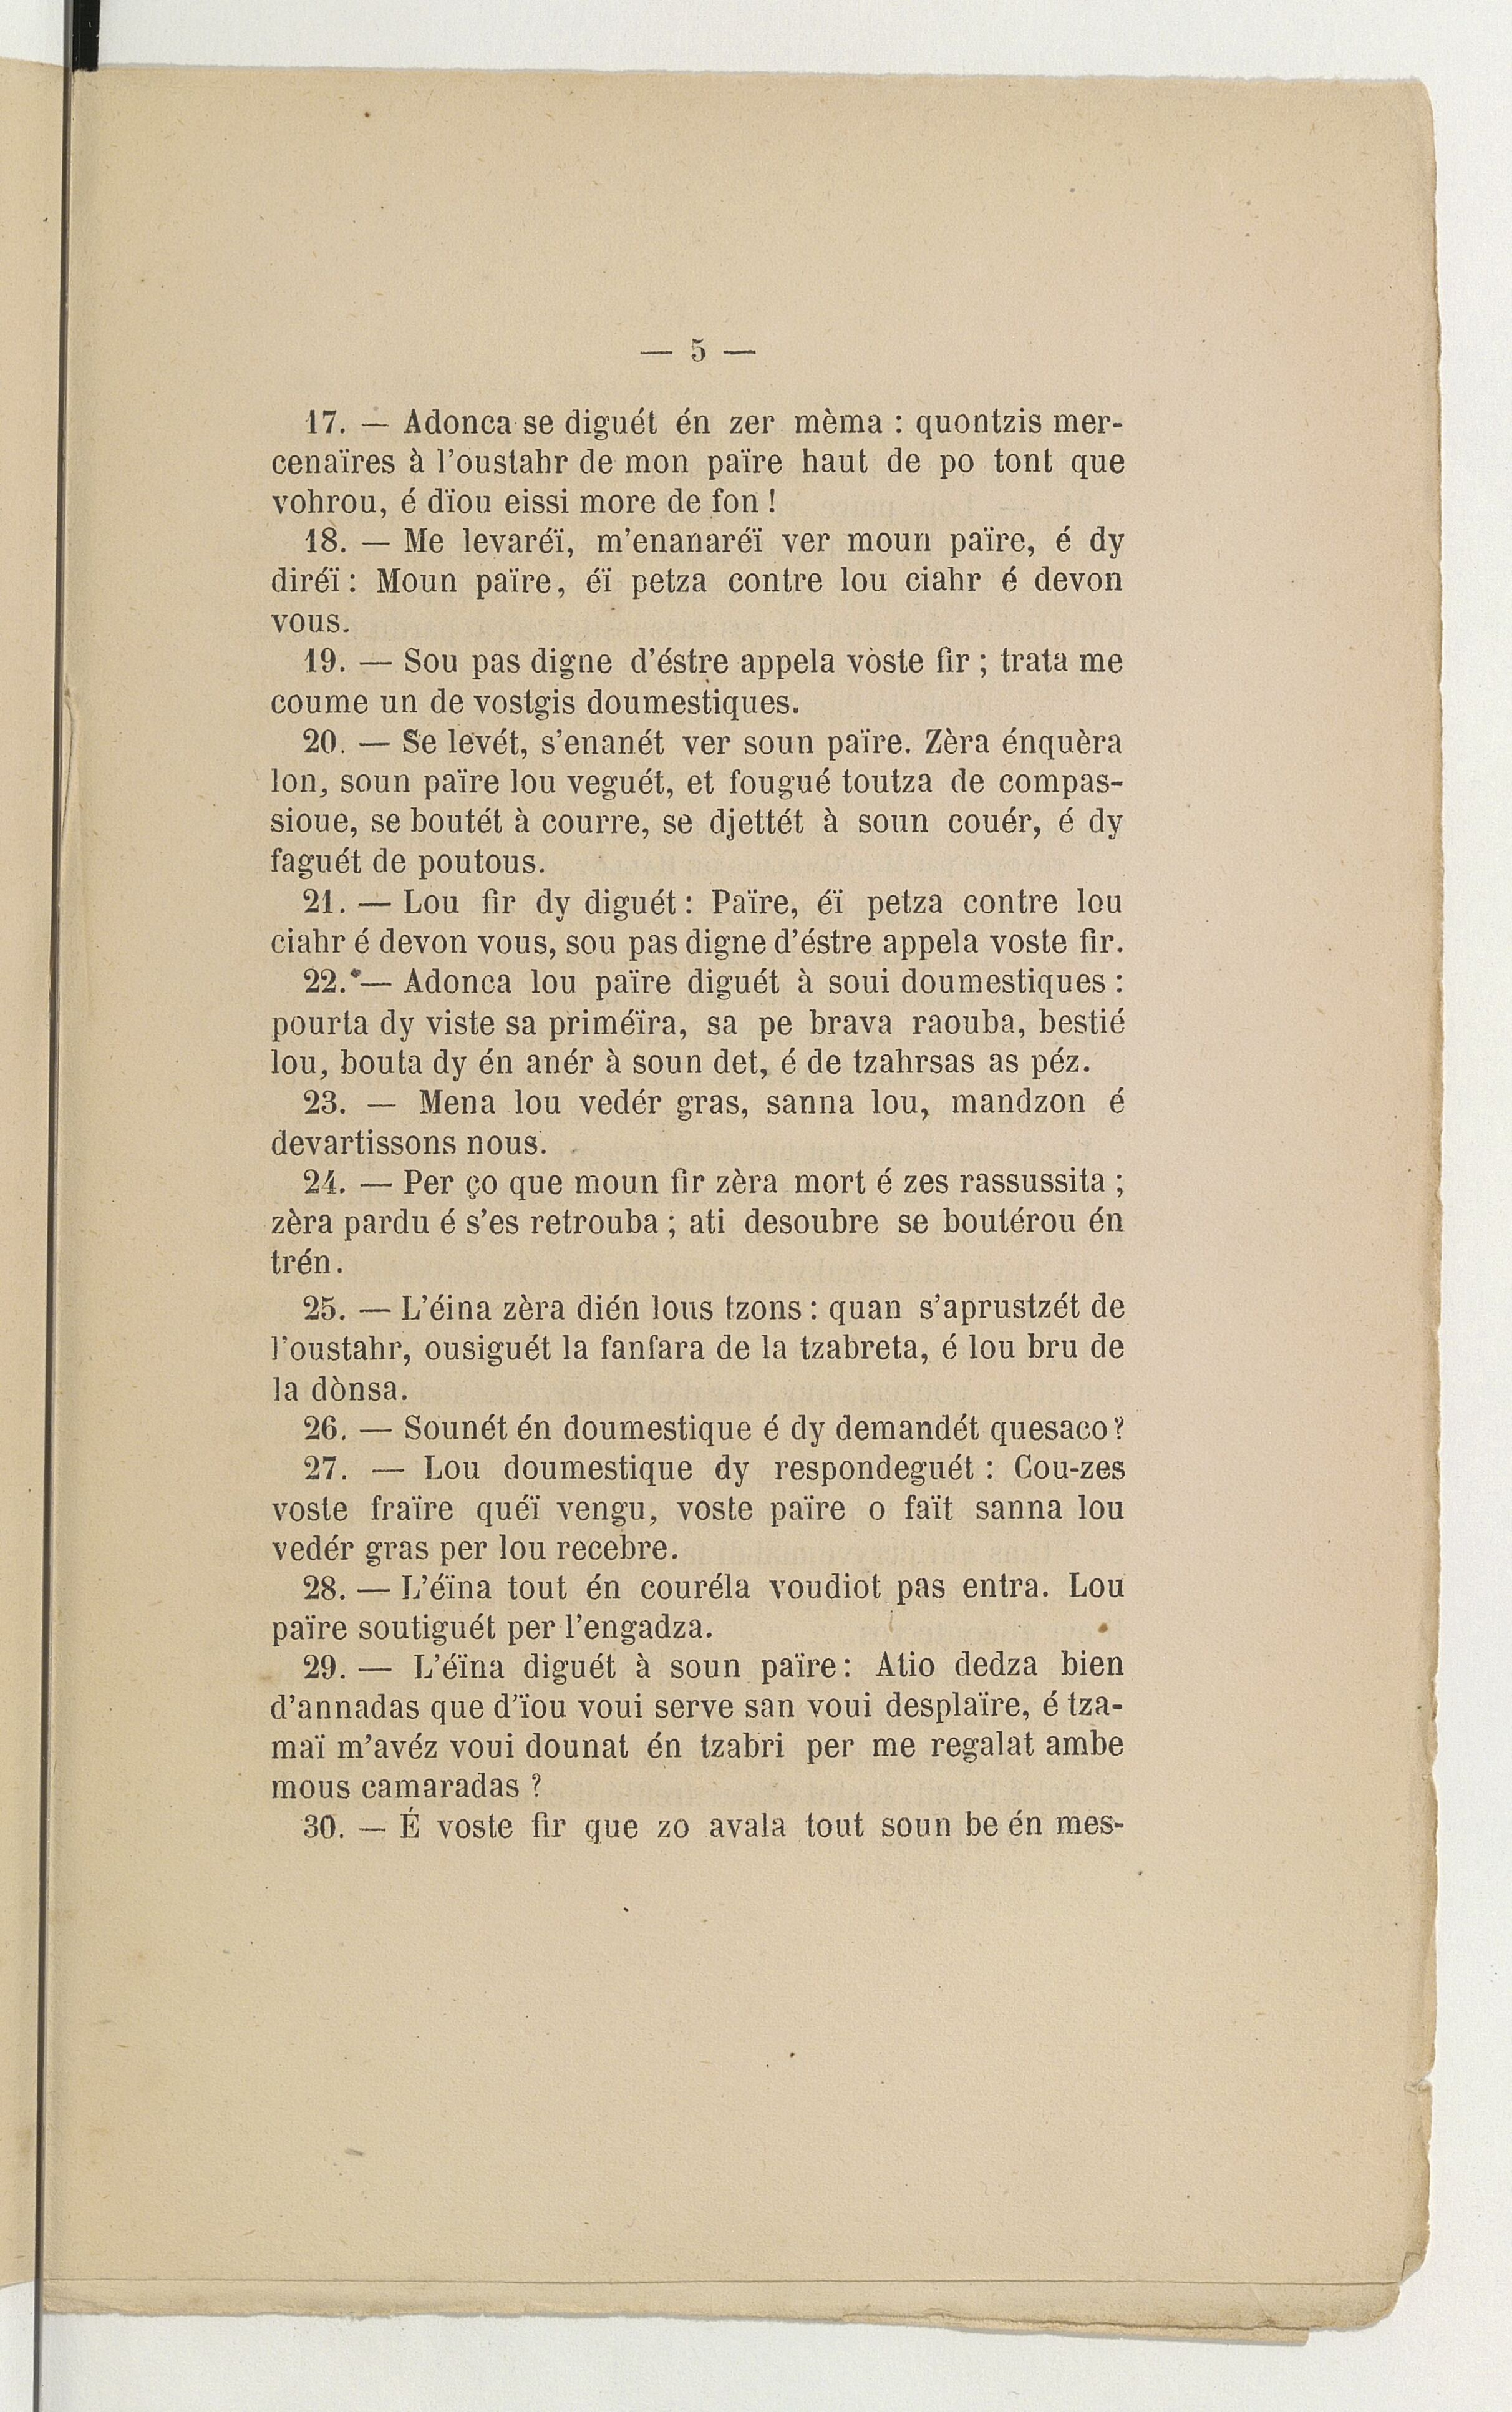 — 5 —
17. — Adonca se diguét én zer mèma : quontzis mer-
cenaïres à l'oustahr de mon païre haut de po tont que
vohrou, é dïou eissi more de fon !
18. — Me levaréï, m'enanaréï ver moun païre, é dy
diréï : Moun païre, éï petza contre lou ciahr é devon
vous.
19. — Sou pas digne d'éstre appela vòste fir ; trata me
coume un de vostgis doumestiques.
20. — Se levét, s'enanét ver soun païre. Zèra énquèra
lon, soun païre lou veguét, et fougué toutza de compas-
sioue, se boutét à courre, se djettét à soun couér, é dy
faguét de poutous.
21. — Lou fir dy diguét : Païre, éï petza contre lou
ciahr é devon vous, sou pas digne d'éstre appela voste fir.
22. — Adonca lou païre diguét à soui doumestiques :
pourta dy viste sa priméïra, sa pe brava raouba, bestié
lou, bouta dy én anér à soun det, é de tzahrsas as péz.
23. — Mena lou vedér gras, sanna lou, mandzon é
devartissons nous.
24. — Per ço que moun fir zèra mort é zes rassussita ;
zèra pardu é s'es retrouba ; ati desoubre se boutérou én
trén.
25. — L'éina zèra dién lous tzons : quan s'aprustzét de
l'oustahr, ousiguét la fanfara de la tzabreta, é lou bru de
la dònsa.
26. — Sounét én doumestique é dy demandét quesaco ?
27. — Lou doumestique dy respondeguét : Cou-zes
voste fraïre quéï vengu, voste païre o faït sanna lou
vedér gras per lou recebre.
28. — L'éïna tout én couréla voudiot pas entra. Lou
païre soutiguét per l'engadza.
29. — L'éïna diguét à soun païre : Atio dedza bien
d'annadas que d'ïou voui serve san voui desplaïre, é tza-
maï m'avéz voui dounat én tzabri per me regalat ambe
mous camaradas ?
30. — É voste fir que zo avala tout soun be én mes-